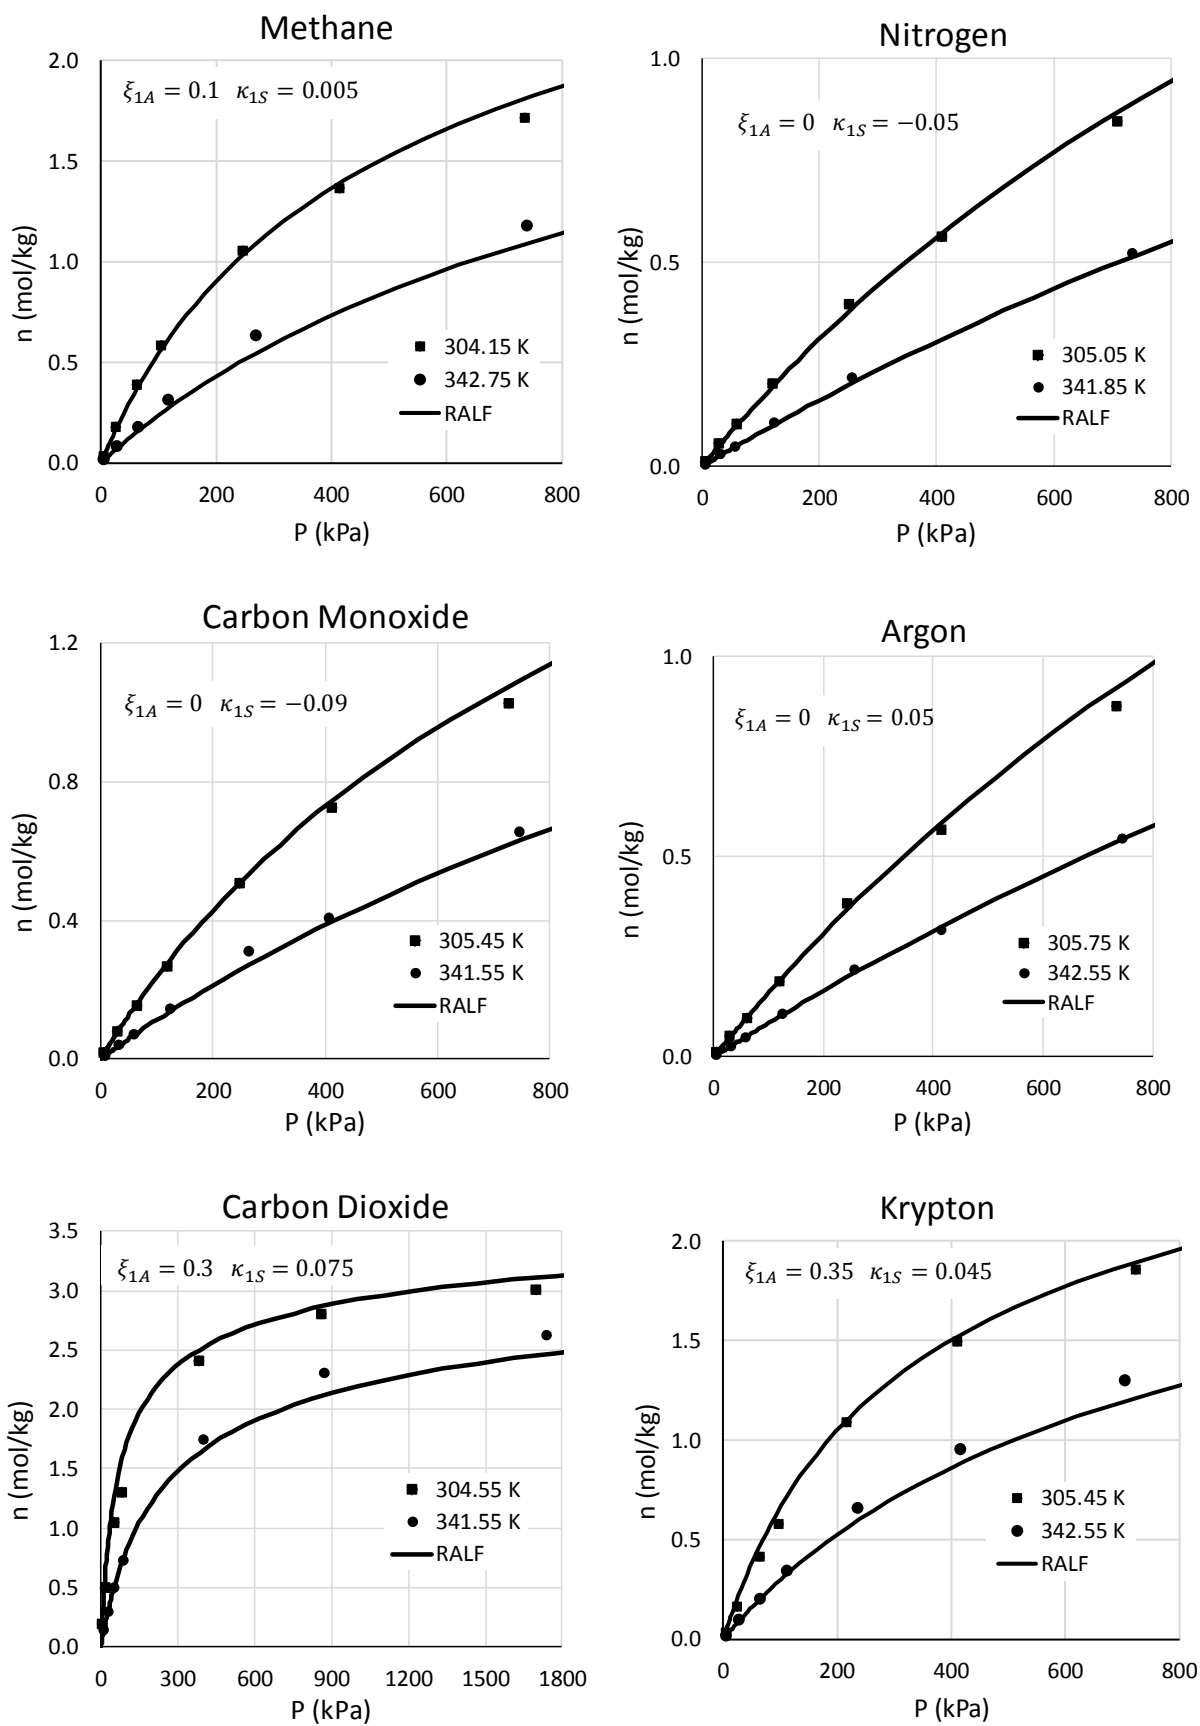 Methane
ξ1A = 0.1 κ1S = 0.005
n (mol/kg)
2.0
1.5
1.0
0.5
0.0
304.15 K
342.75 K
RALF
0 200 400 600 800
P (kPa)
Nitrogen
ξ1A = 0 κ1S = −0.05
n (mol/kg)
1.0
0.5
0.0
305.05 K
341.85 K
RALF
0 200 400 600 800
P (kPa)
Carbon Monoxide
ξ1A = 0 κ1S = −0.09
n (mol/kg)
1.2
0.8
0.4
0.0
305.45 K
341.55 K
RALF
0 200 400 600 800
P (kPa)
Argon
ξ1A = 0 κ1S = 0.05
n (mol/kg)
1.0
0.5
0.0
305.75 K
342.55 K
RALF
0 200 400 600 800
P (kPa)
Carbon Dioxide
ξ1A = 0.3 κ1S = 0.075
n (mol/kg)
3.5
3.0
2.5
2.0
1.5
1.0
0.5
0.0
304.55 K
341.55 K
RALF
0 300 600 900 1200 1500 1800
P (kPa)
Krypton
ξ1A = 0.35 κ1S = 0.045
n (mol/kg)
2.0
1.5
1.0
0.5
0.0
305.45 K
342.55 K
RALF
0 200 400 600 800
P (kPa)